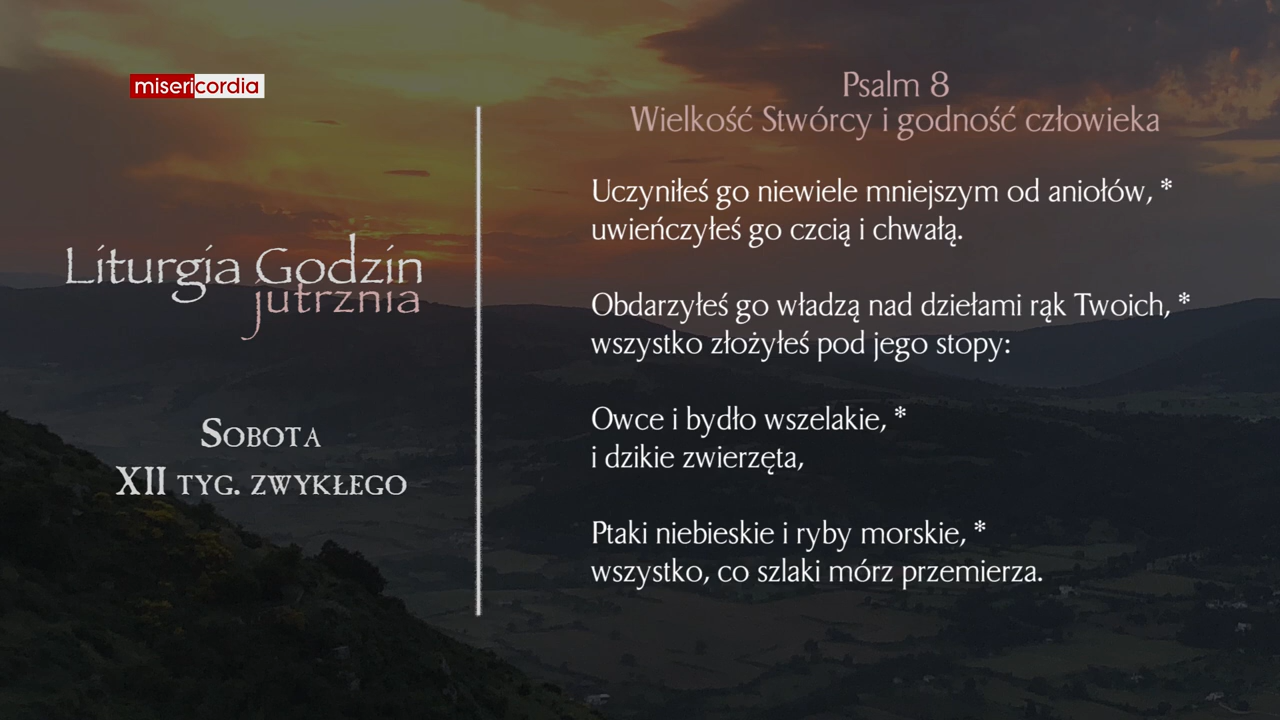 misericordia
Liturgia Godzin
jutrznia
Sobota
XII tyg. zwykłego
Psalm 8
Wielkość Stwórcy i godność człowieka
Uczyniłeś go niewiele mniejszym od aniołów, *
uwieńczyłeś go czcią i chwałą.
Obdarzyłeś go władzą nad dziełami rąk Twoich, *
wszystko złożyłeś pod jego stopy:
Owce i bydło wszelakie, *
i dzikie zwierzęta,
Ptaki niebieskie i ryby morskie, *
wszystko, co szlaki mórz przemierza.